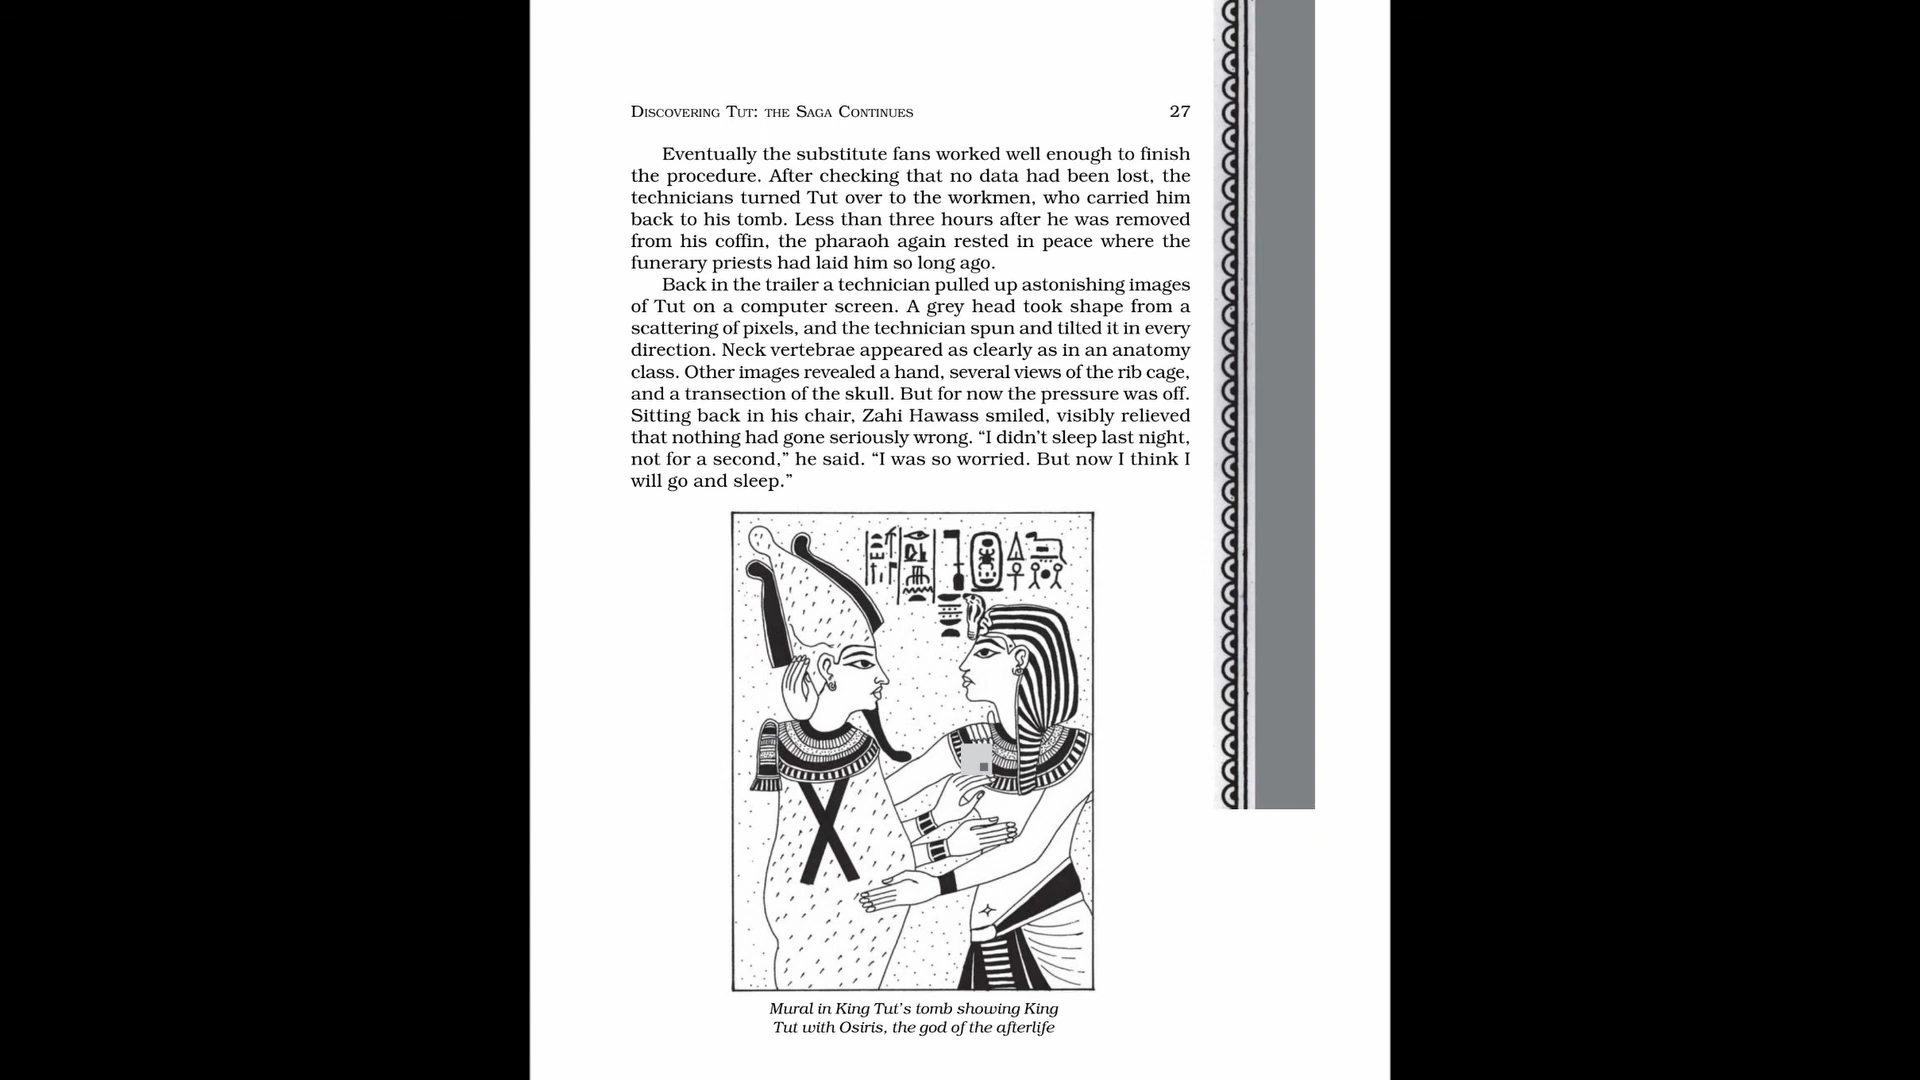 Discovering Tut: the Saga Continues 27
Eventually the substitute fans worked well enough to finish
the procedure. After checking that no data had been lost, the
technicians turned Tut over to the workmen, who carried him
back to his tomb. Less than three hours after he was removed
from his coffin, the pharaoh again rested in peace where the
funerary priests had laid him so long ago.
Back in the trailer a technician pulled up astonishing images
of Tut on a computer screen. A grey head took shape from a
scattering of pixels, and the technician spun and tilted it in every
direction. Neck vertebrae appeared as clearly as in an anatomy
class. Other images revealed a hand, several views of the rib cage,
and a transection of the skull. But for now the pressure was off.
Sitting back in his chair, Zahi Hawass smiled, visibly relieved
that nothing had gone seriously wrong. “I didn’t sleep last night,
not for a second,” he said. “I was so worried. But now I think I
will go and sleep.”
Mural in King Tut’s tomb showing King
Tut with Osiris, the god of the afterlife